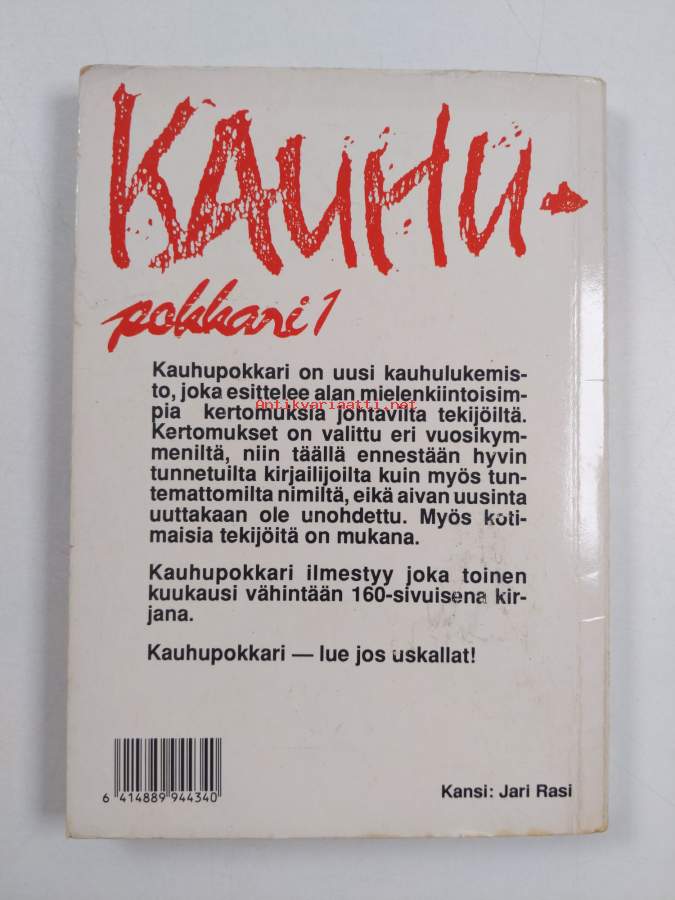 KAUHU-
pokkari 1
Kauhupokkari on uusi kauhulukemis-
to, joka esittelee alan mielenkiintoisim-
Antikvariaatti.net
pia kertomuksia johtavilta tekijöiltä.
Kertomukset on valittu eri vuosikym-
meniltä, niin täällä ennestään hyvin
tunnetuilta kirjailijoilta kuin myös tun-
temattomilta nimiltä, eikä aivan uusinta
uuttakaan ole unohdettu. Myös koti-
maisia tekijöitä on mukana.
Kauhupokkari ilmestyy joka toinen
kuukausi vähintään 160-sivuisena kir-
jana.
Kauhupokkari — lue jos uskallat!
6 414889 944340
Kansi: Jari Rasi